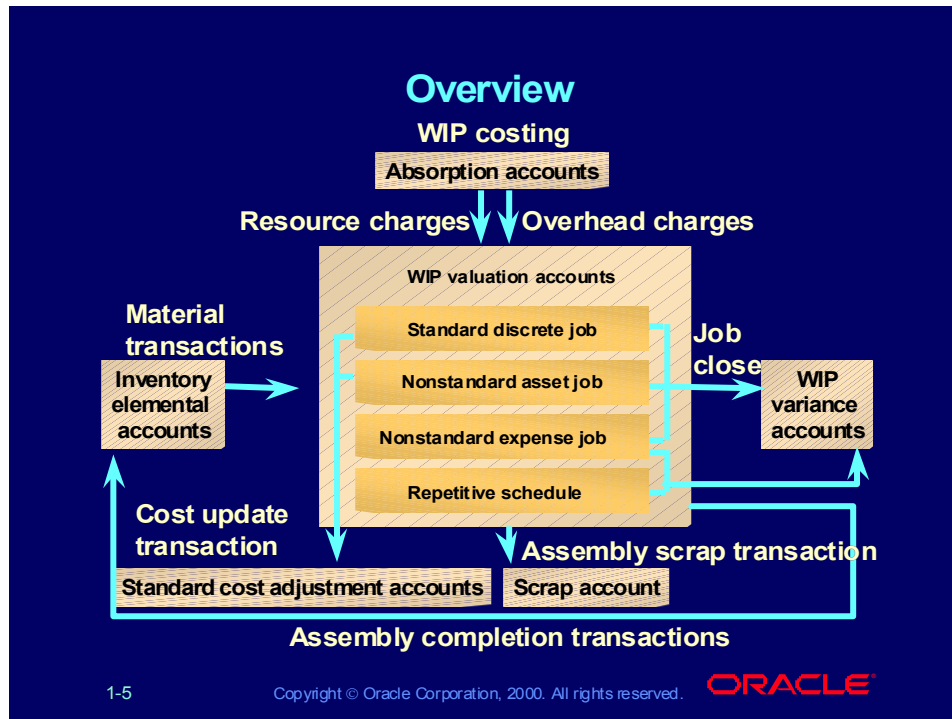 Overview
WIP costing
Absorption accounts
Resource charges
Overhead charges
WIP valuation accounts
Material
transactions
Standard discrete job
Job
close
Inventory
elemental
accounts
Nonstandard asset job
WIP
variance
accounts
Nonstandard expense job
Repetitive schedule
Cost update
transaction
Assembly scrap transaction
Standard cost adjustment accounts
Scrap account
Assembly completion transactions
1-5
Copyright © Oracle Corporation, 2000. All rights reserved.
ORACLE®